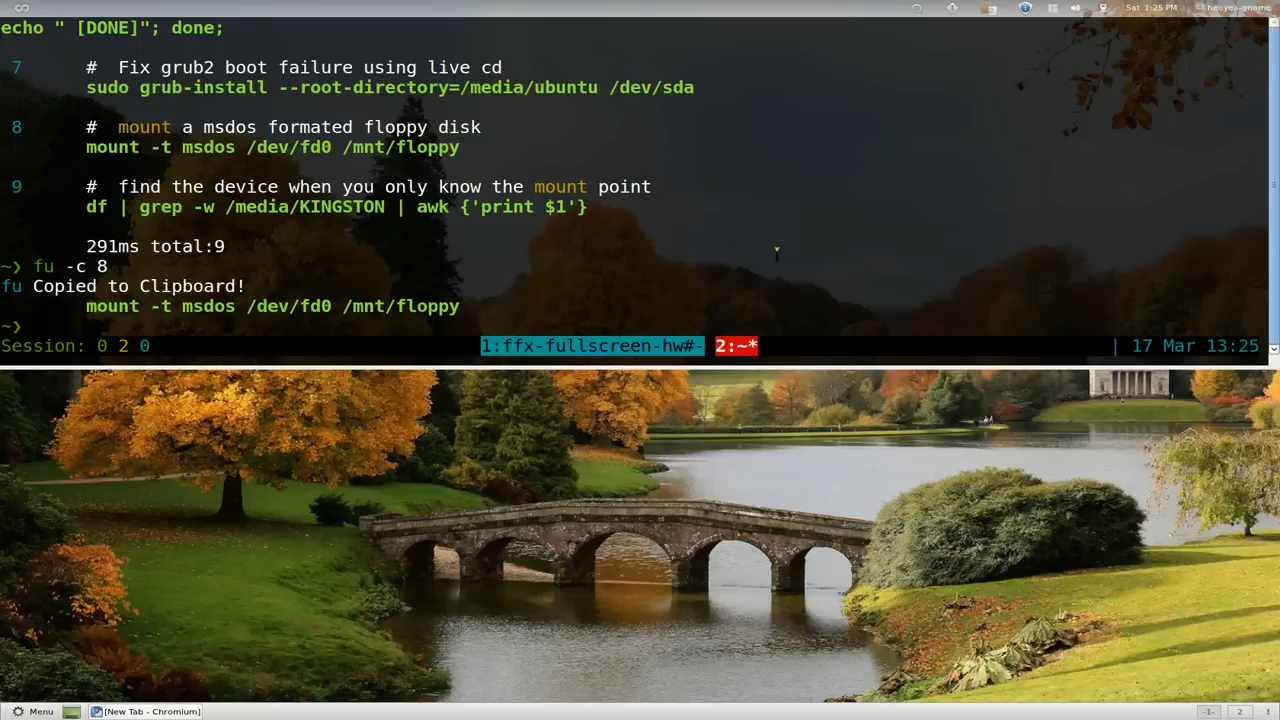 Sat 1:25 PM heoyea-gnome
echo " [DONE]"; done;
7 # Fix grub2 boot failure using live cd
sudo grub-install --root-directory=/media/ubuntu /dev/sda
8 # mount a msdos formated floppy disk
mount -t msdos /dev/fd0 /mnt/floppy
9 # find the device when you only know the mount point
df | grep -w /media/KINGSTON | awk {'print $1'}
291ms total:9
~❯ fu -c 8
fu Copied to Clipboard!
mount -t msdos /dev/fd0 /mnt/floppy
~❯
Session: 0 2 0 1:ffx-fullscreen-hw#- 2:~* | 17 Mar 13:25
Menu [New Tab - Chromium] -1- 2 !